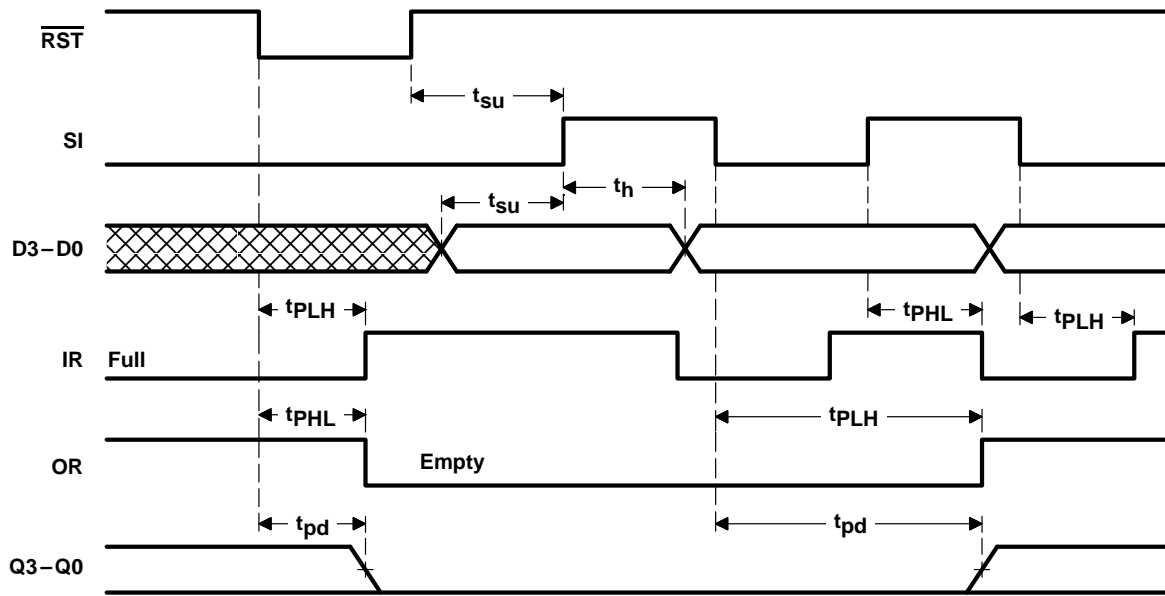 RST
tsu
SI
th
tsu
D3–D0
tPLH
tPHL
tPLH
IR Full
tPHL
tPLH
OR Empty
tpd
tpd
Q3–Q0